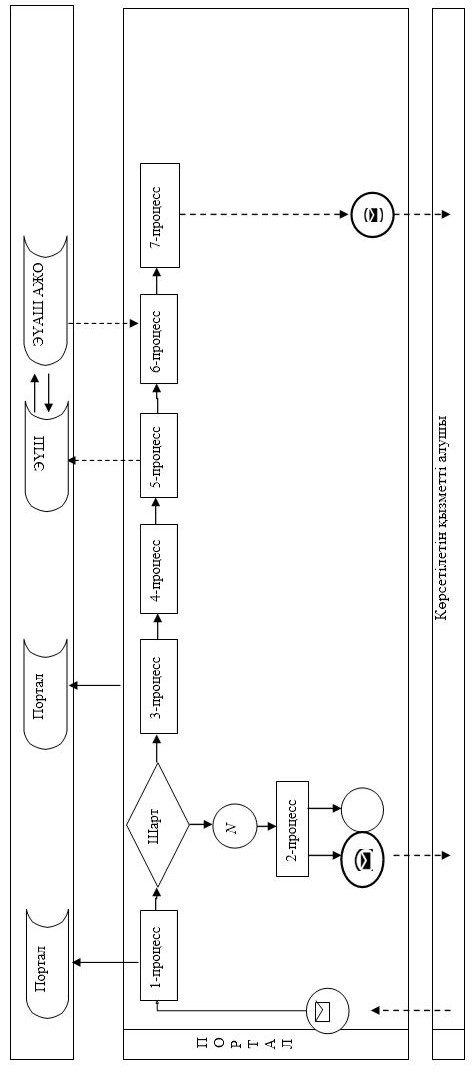 Портал
Портал
ЭҮШ
ЭҮАШ АЖО
ПОРТАЛ
1-процесс
Шарт
N
2-процесс
3-процесс
4-процесс
5-процесс
6-процесс
7-процесс
Көрсетілетін қызметті алушы